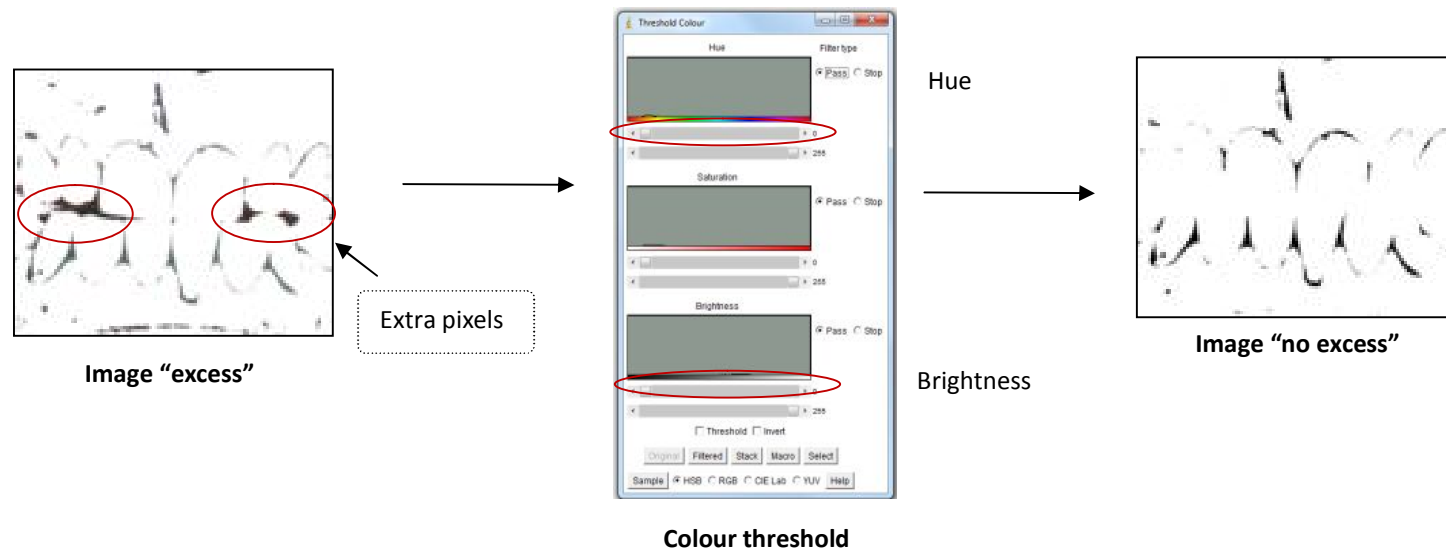 Extra pixels
Image “excess”
Threshold Colour
Hue
Filter type
Pass Stop
0
255
Saturation
Pass Stop
0
255
Brightness
Pass Stop
0
255
Threshold Invert
Original Filtered Stack Macro Select
Sample HSB RGB CIE Lab YUV Help
Colour threshold
Hue
Brightness
Image “no excess”